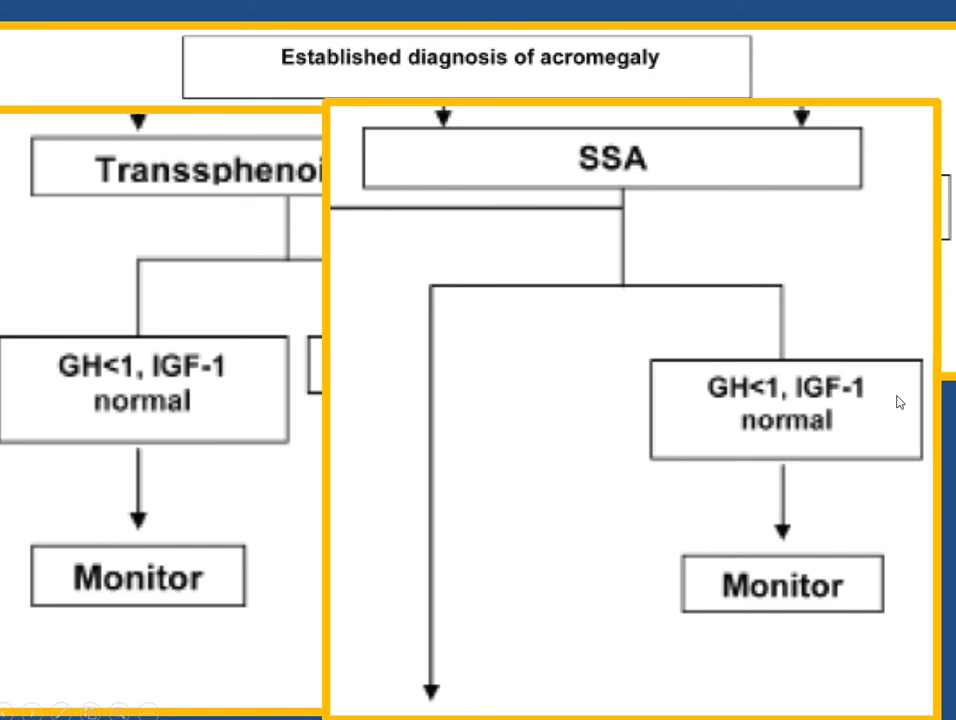 Established diagnosis of acromegaly
SSA
GH<1, IGF-1
normal
GH<1, IGF-1
normal
Monitor
Monitor